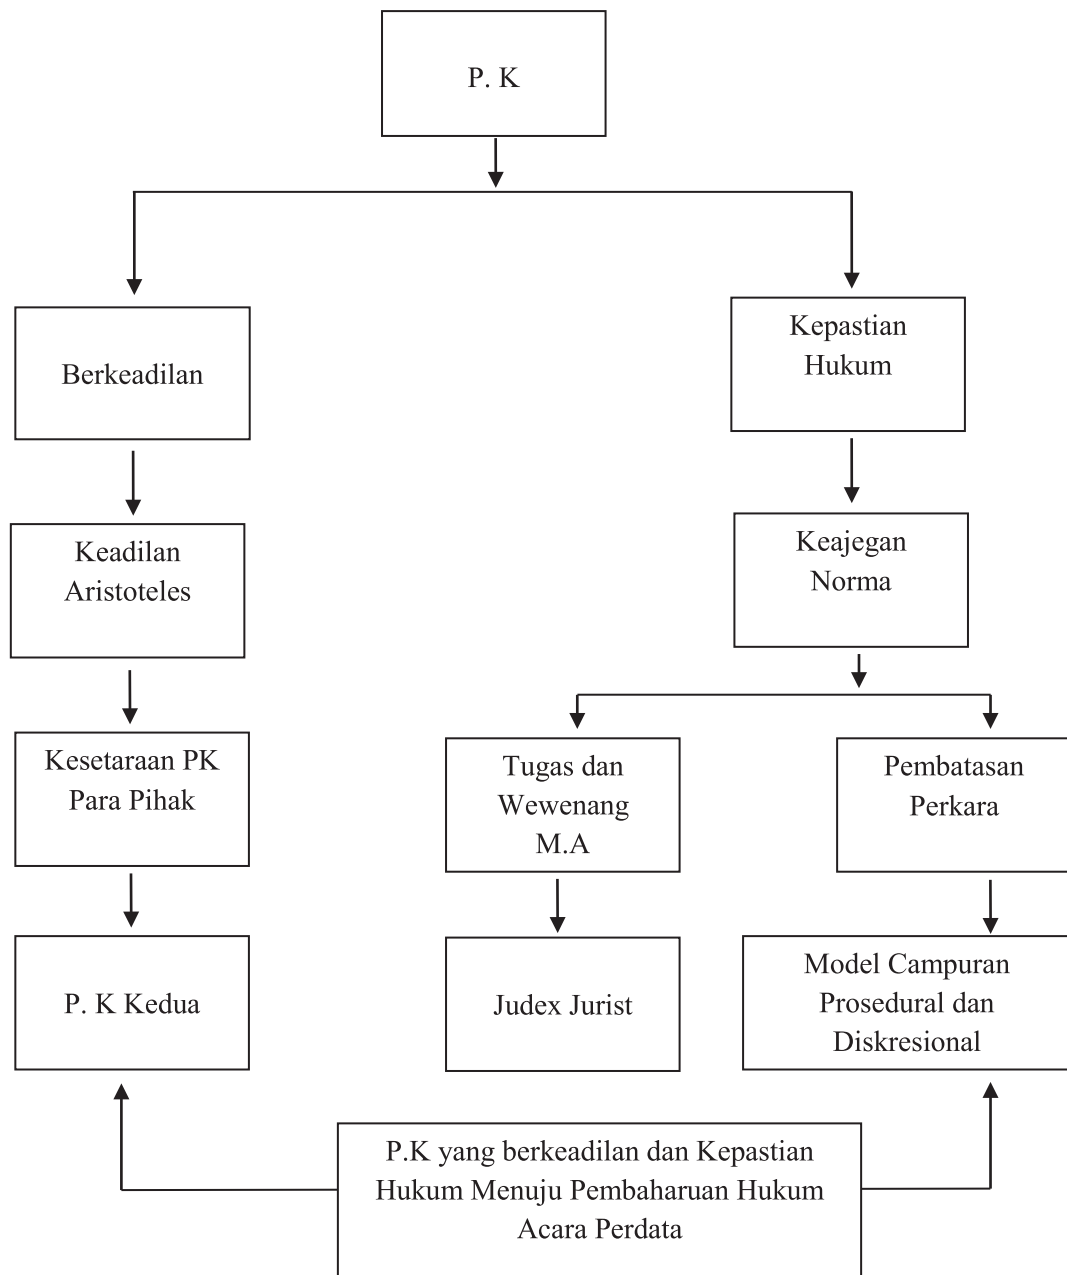 P. K
Berkeadilan
Kepastian
Hukum
Keadilan
Aristoteles
Keajegan
Norma
Kesetaraan PK
Para Pihak
Tugas dan
Wewenang
M.A
Pembatasan
Perkara
P. K Kedua
Judex Jurist
Model Campuran
Prosedural dan
Diskresional
P.K yang berkeadilan dan Kepastian
Hukum Menuju Pembaharuan Hukum
Acara Perdata